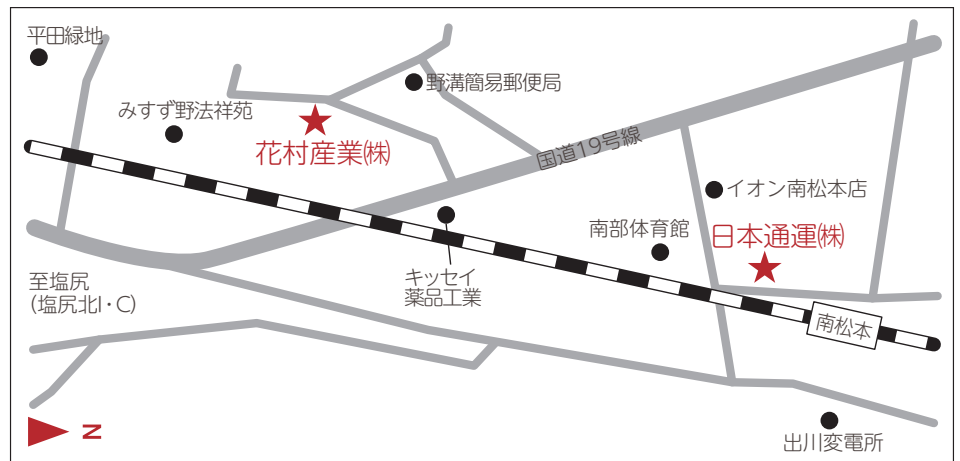 平田緑地
みすず野法祥苑
花村産業㈱
野溝簡易郵便局
国道19号線
イオン南松本店
南部体育館
日本通運㈱
キッセイ
薬品工業
至塩尻
(塩尻北I・C)
南松本
出川変電所
N